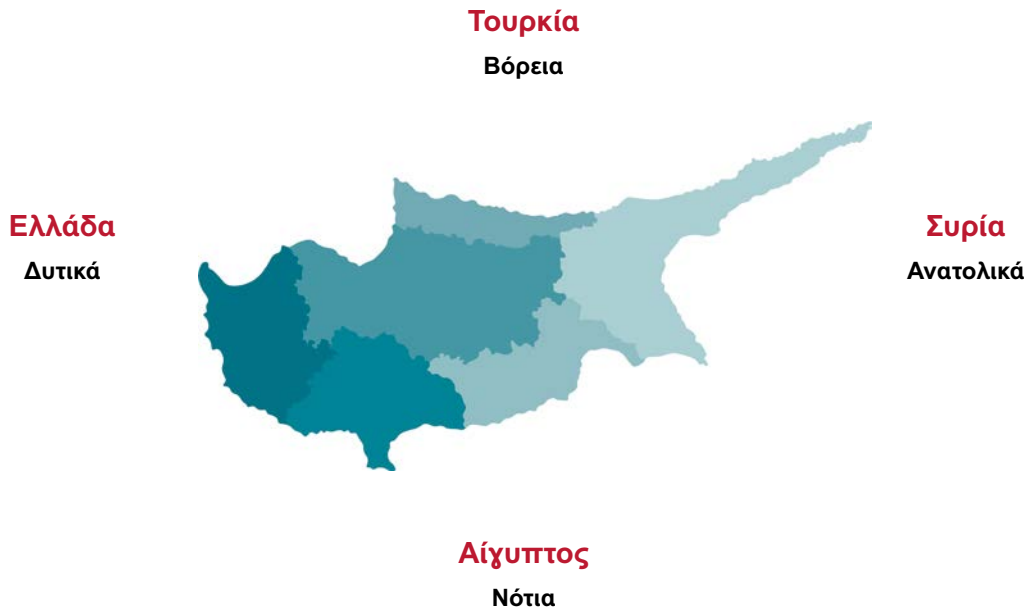 Τουρκία
Βόρεια
Ελλάδα
Δυτικά
Συρία
Ανατολικά
Αίγυπτος
Νότια